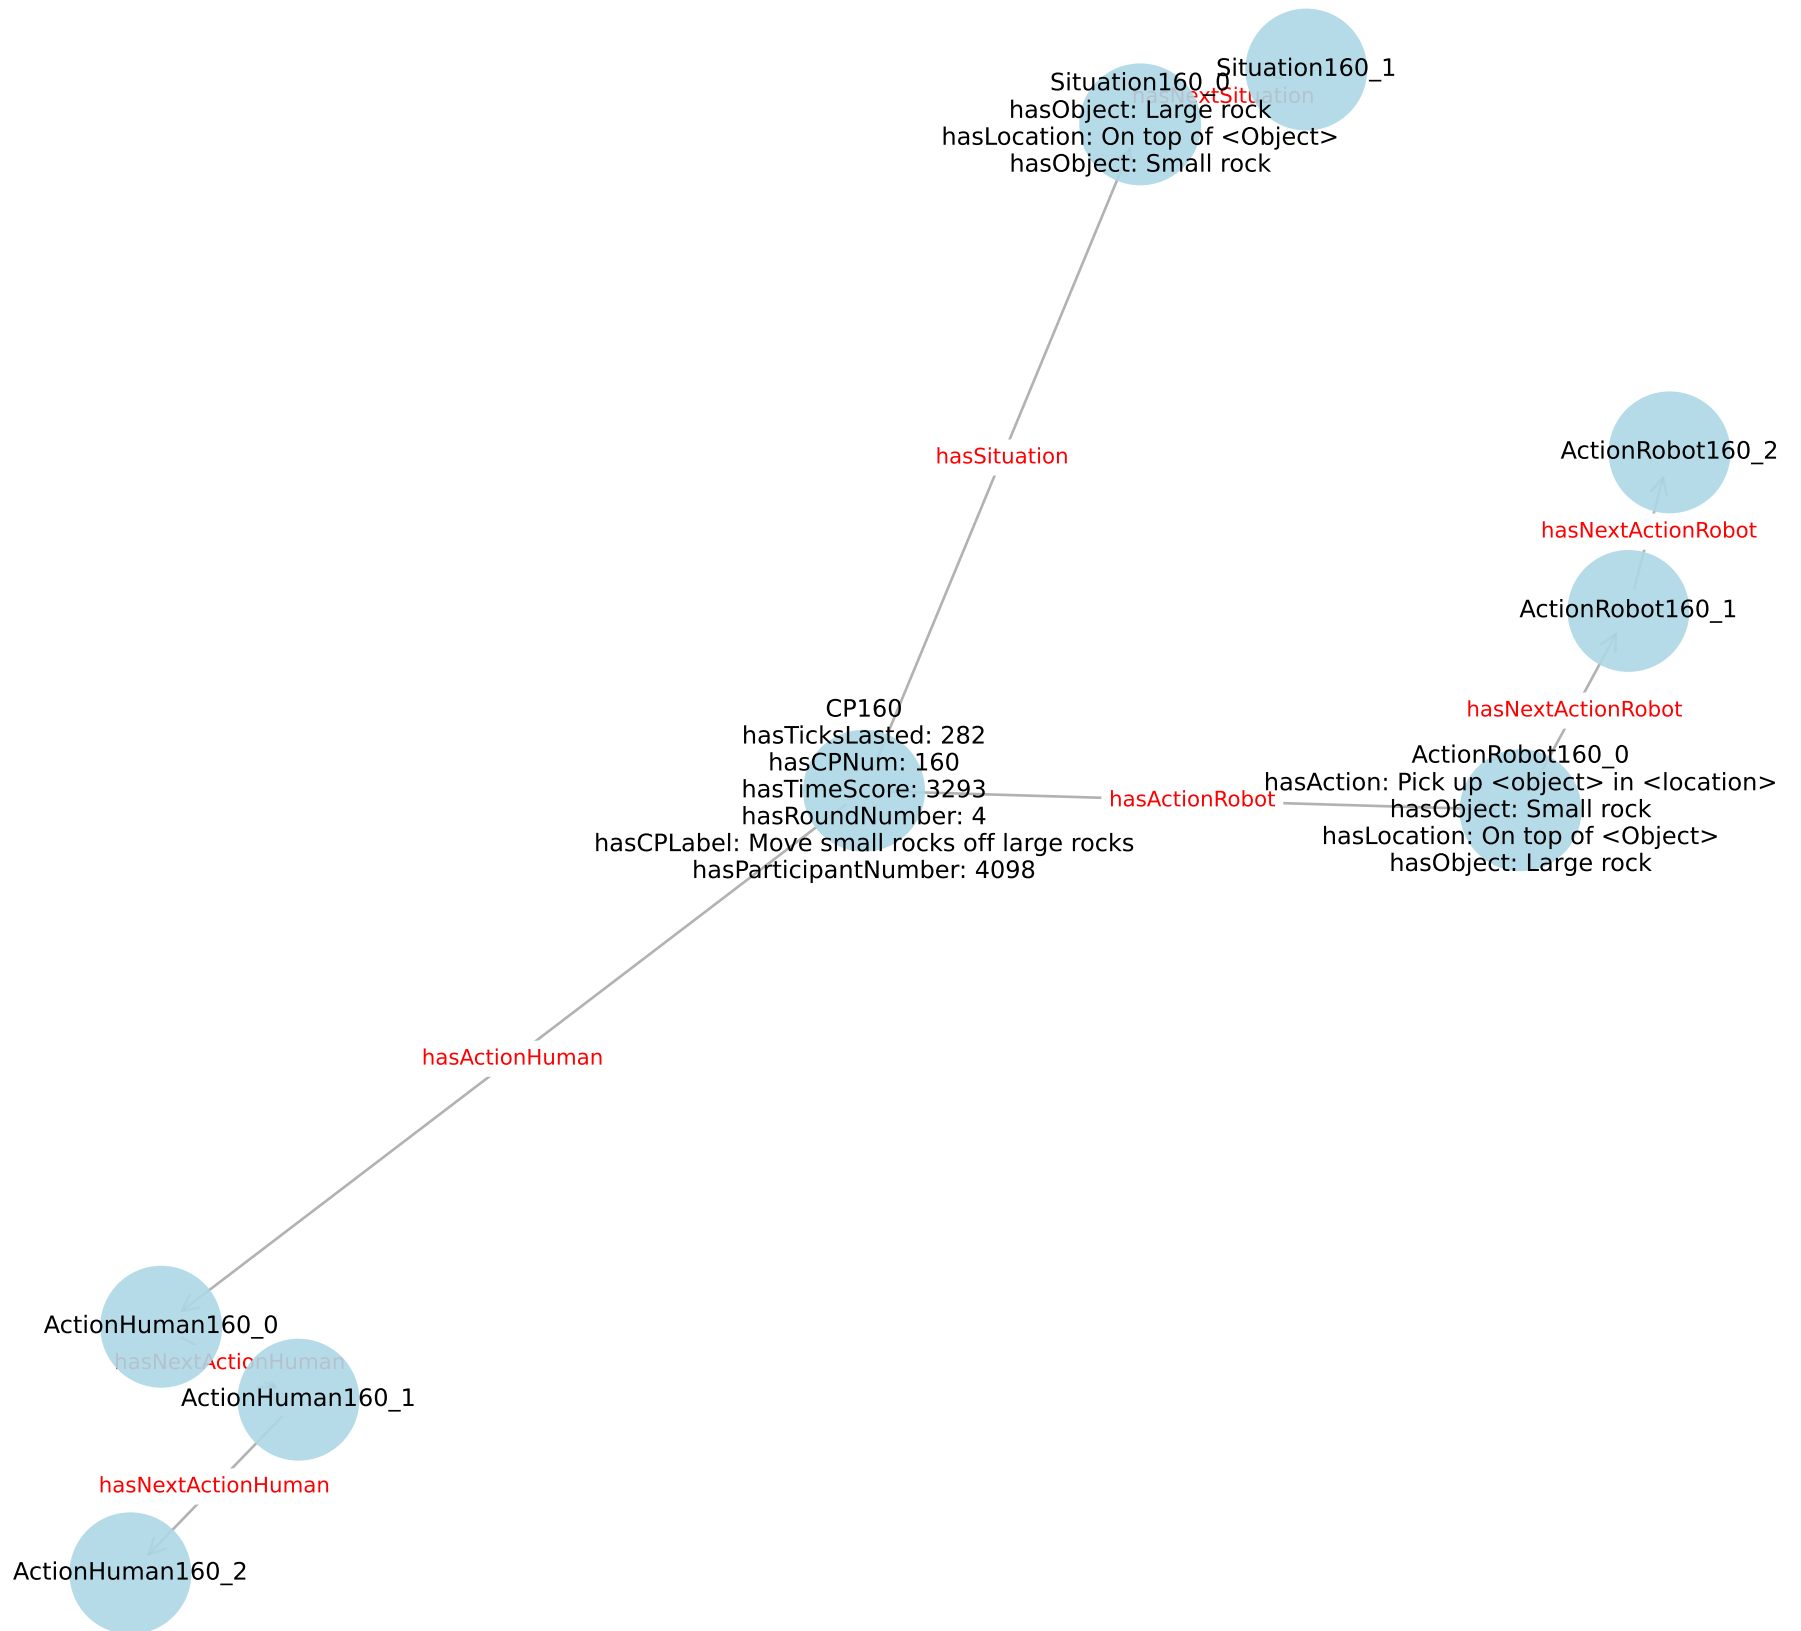 Situation160_1
Situation160_0
hasNextSituation
hasObject: Large rock
hasLocation: On top of <Object>
hasObject: Small rock
hasSituation
ActionRobot160_2
hasNextActionRobot
ActionRobot160_1
hasNextActionRobot
CP160
hasTicksLasted: 282
hasCPNum: 160
hasTimeScore: 3293
hasRoundNumber: 4
hasCPLabel: Move small rocks off large rocks
hasParticipantNumber: 4098
hasActionRobot
ActionRobot160_0
hasAction: Pick up <object> in <location>
hasObject: Small rock
hasLocation: On top of <Object>
hasObject: Large rock
hasActionHuman
ActionHuman160_0
hasNextActionHuman
ActionHuman160_1
hasNextActionHuman
ActionHuman160_2